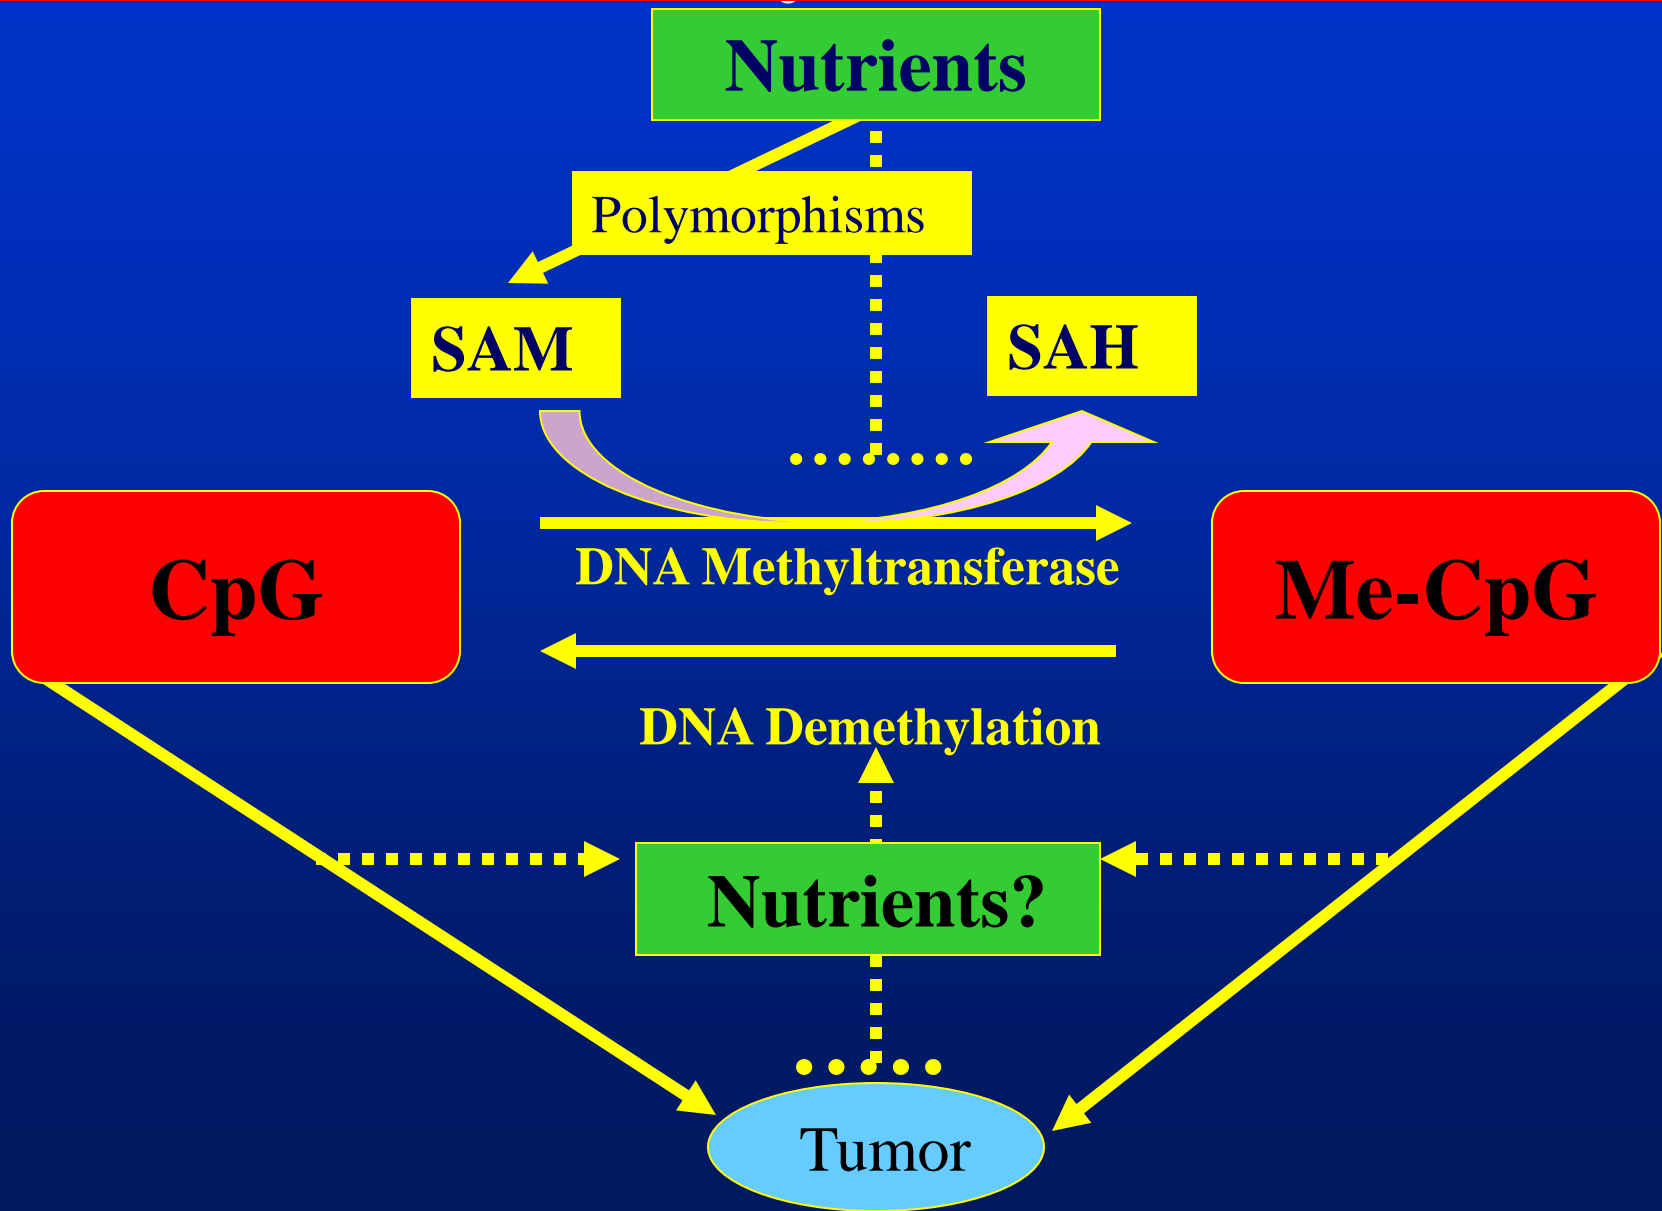 Nutrients
Polymorphisms
SAM
SAH
DNA Methyltransferase
CpG
Me-CpG
DNA Demethylation
Nutrients?
Tumor